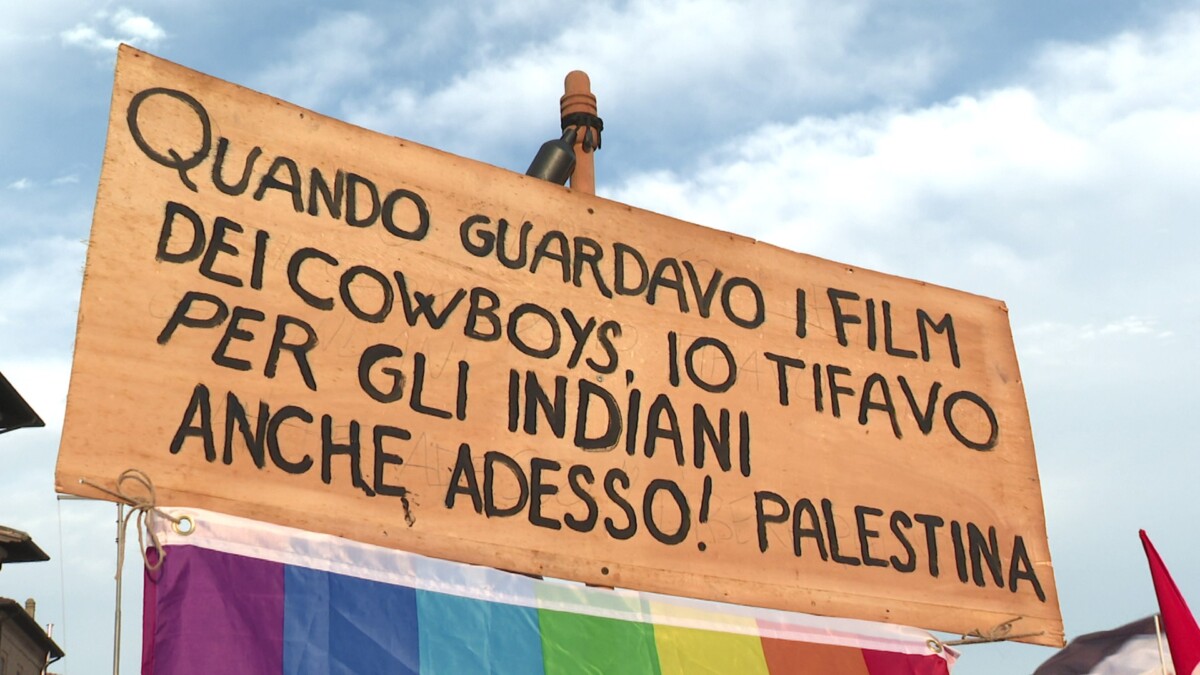 QUANDO GUARDAVO I FILM
DEI COWBOYS, IO TIFAVO
PER GLI INDIANI
ANCHE ADESSO! PALESTINA